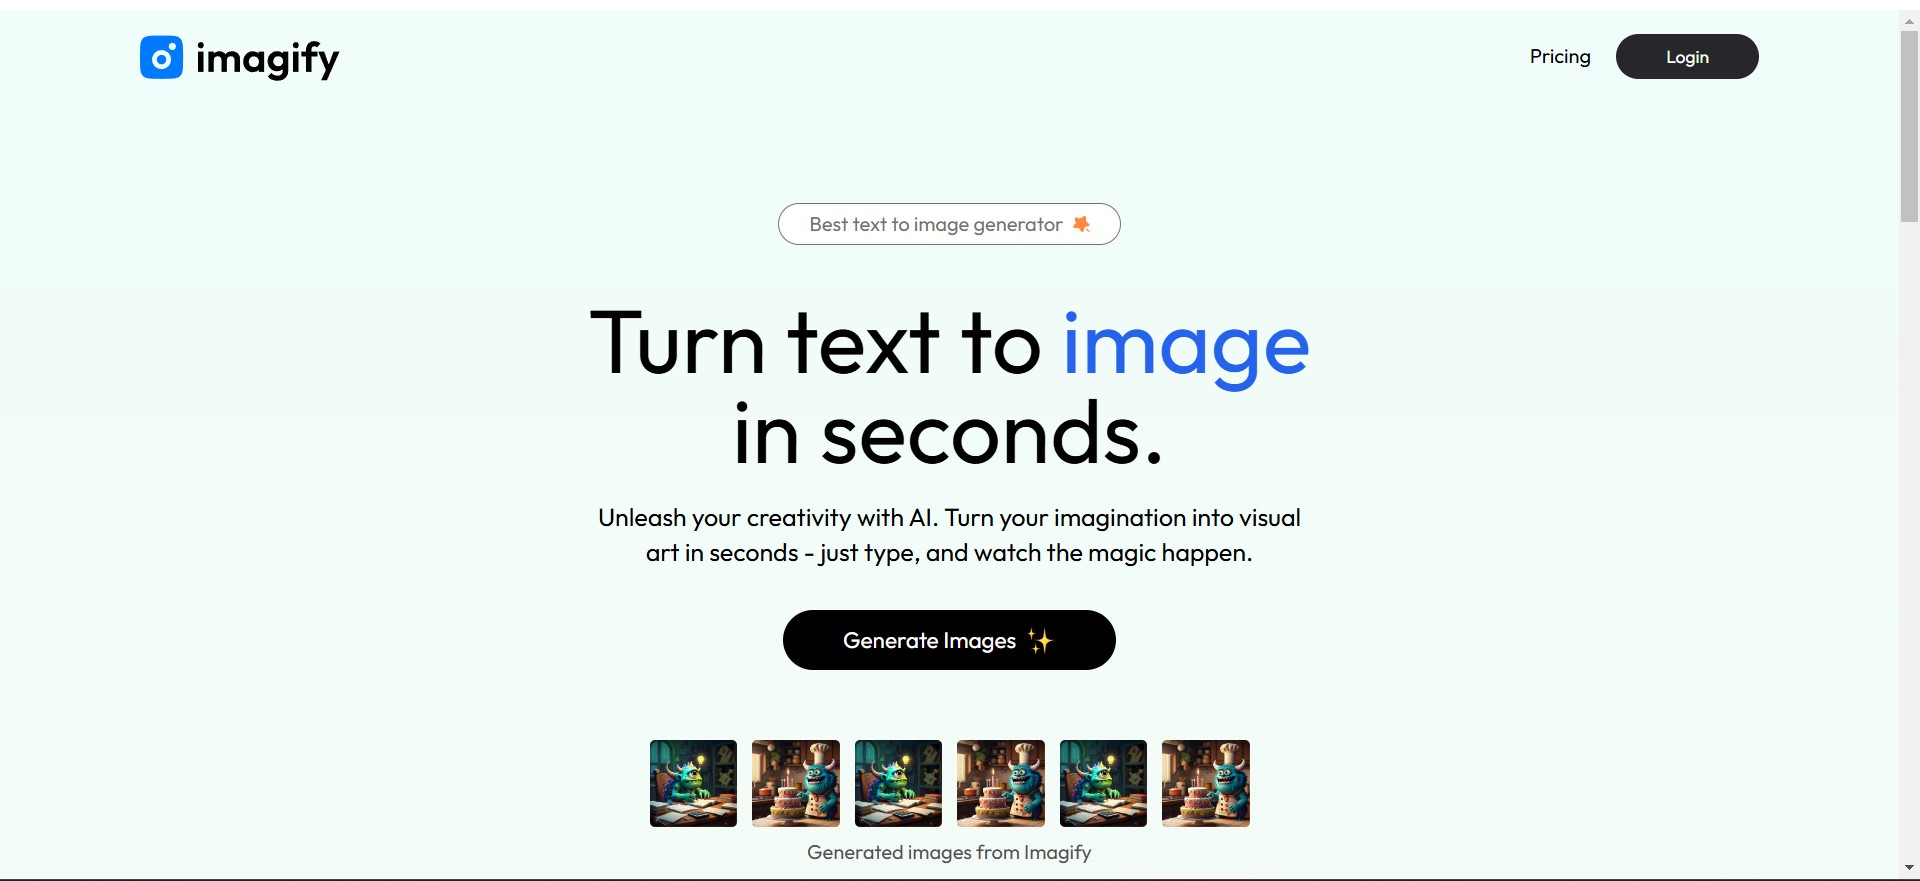 imagify
Pricing
Login
Best text to image generator
Turn text to image
in seconds.
Unleash your creativity with AI. Turn your imagination into visual
art in seconds - just type, and watch the magic happen.
Generate Images
Generated images from Imagify